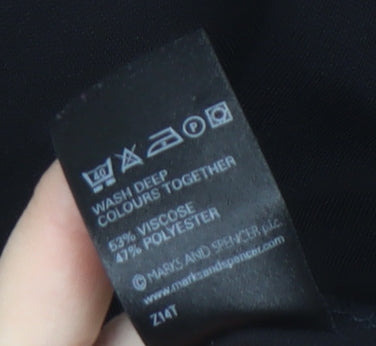 40
P
WASH DEEP
COLOURS TOGETHER
53% VISCOSE
47% POLYESTER
© MARKS AND SPENCER p.l.c.
www.marksandspencer.com
Z14T